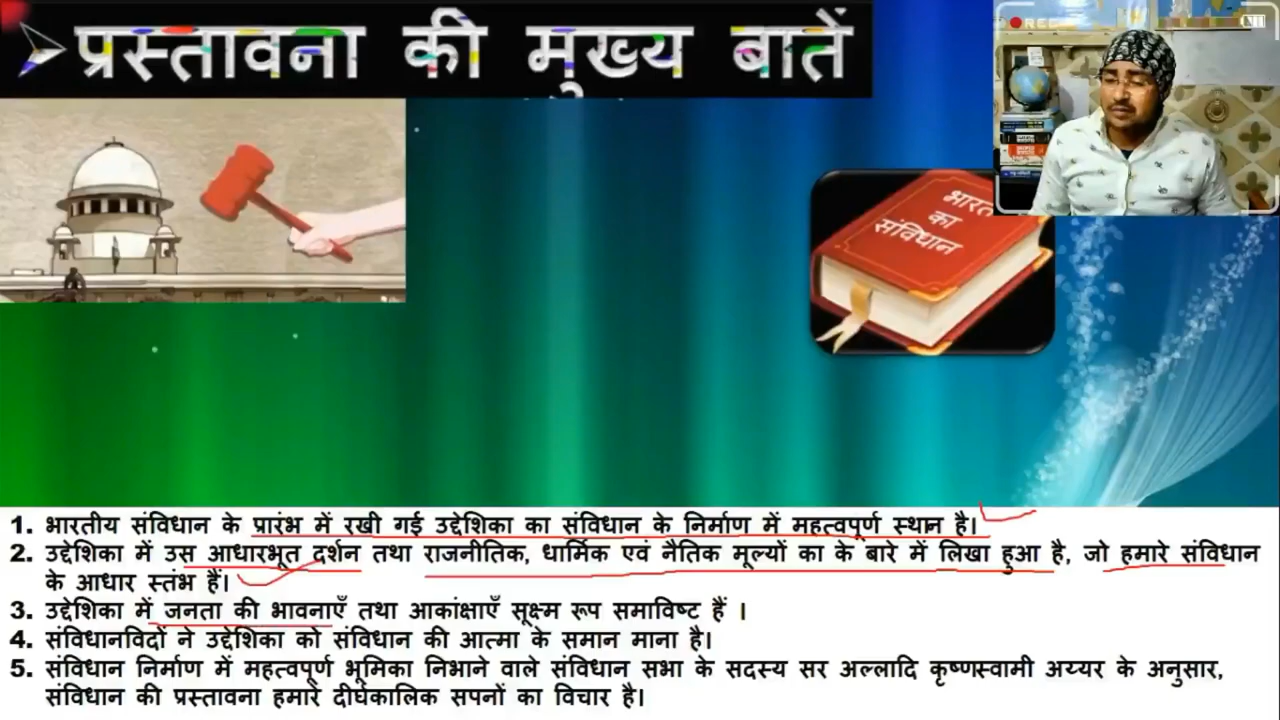 प्रस्तावना की मुख्य बातें
REC
भारत
का
संविधान
1. भारतीय संविधान के प्रारंभ में रखी गई उद्देशिका का संविधान के निर्माण में महत्वपूर्ण स्थान है।
2. उद्देशिका में उस आधारभूत दर्शन तथा राजनीतिक, धार्मिक एवं नैतिक मूल्यों का के बारे में लिखा हुआ है, जो हमारे संविधान
के आधार स्तंभ हैं।
3. उद्देशिका में जनता की भावनाएँ तथा आकांक्षाएँ सूक्ष्म रूप समाविष्ट हैं ।
4. संविधानविदों ने उद्देशिका को संविधान की आत्मा के समान माना है।
5. संविधान निर्माण में महत्वपूर्ण भूमिका निभाने वाले संविधान सभा के सदस्य सर अल्लादि कृष्णस्वामी अय्यर के अनुसार,
संविधान की प्रस्तावना हमारे दीर्घकालिक सपनों का विचार है।